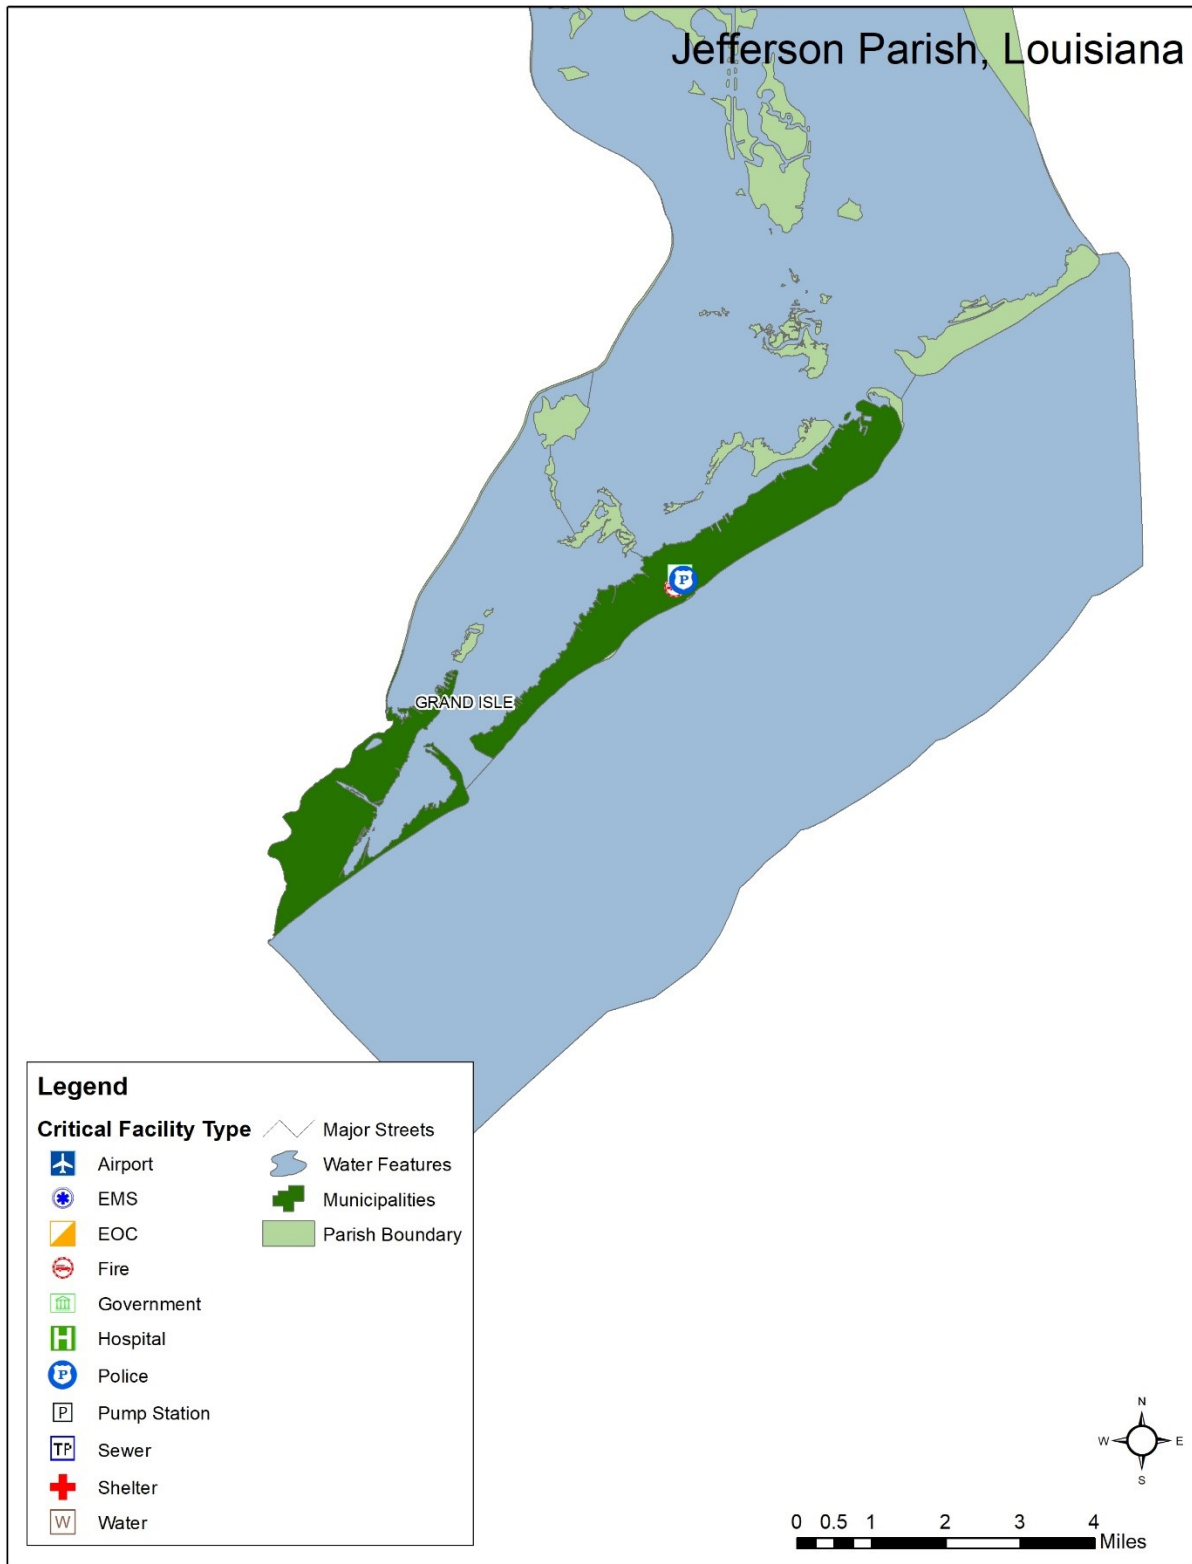 Jefferson Parish, Louisiana
P
GRAND ISLE
Legend
Critical Facility Type
Airport
EMS
EOC
Fire
Government
H Hospital
P Police
P Pump Station
TP Sewer
Shelter
W Water
Major Streets
Water Features
Municipalities
Parish Boundary
N
W E
S
0 0.5 1 2 3 4
Miles